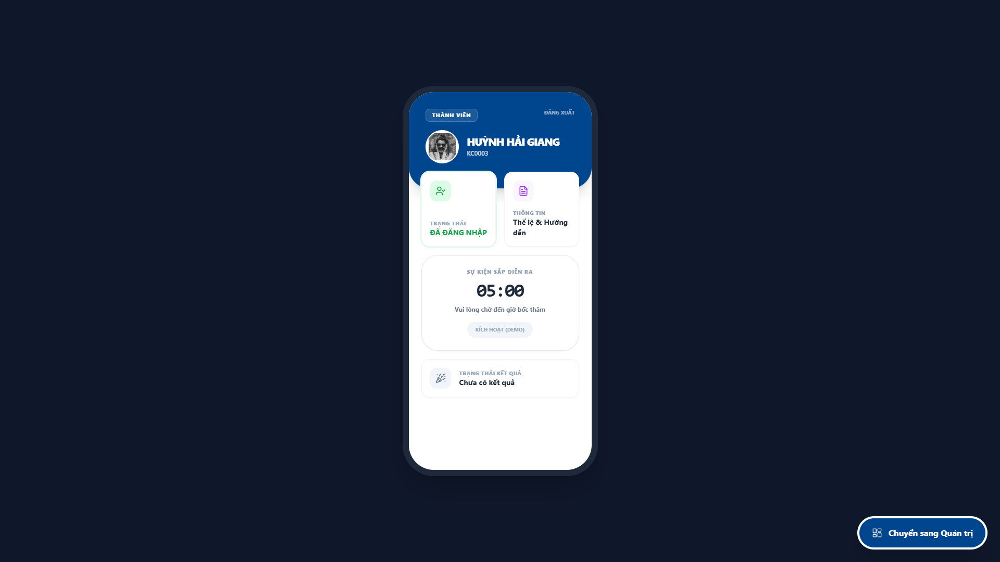 THÀNH VIÊN
ĐĂNG XUẤT
HUỲNH HẢI GIANG
KC0003
TRẠNG THÁI
ĐÃ ĐĂNG NHẬP
THÔNG TIN
Thể lệ & Hướng
dẫn
SỰ KIỆN SẮP DIỄN RA
05:00
Vui lòng chờ đến giờ bốc thăm
KÍCH HOẠT (DEMO)
TRẠNG THÁI KẾT QUẢ
Chưa có kết quả
Chuyển sang Quản trị